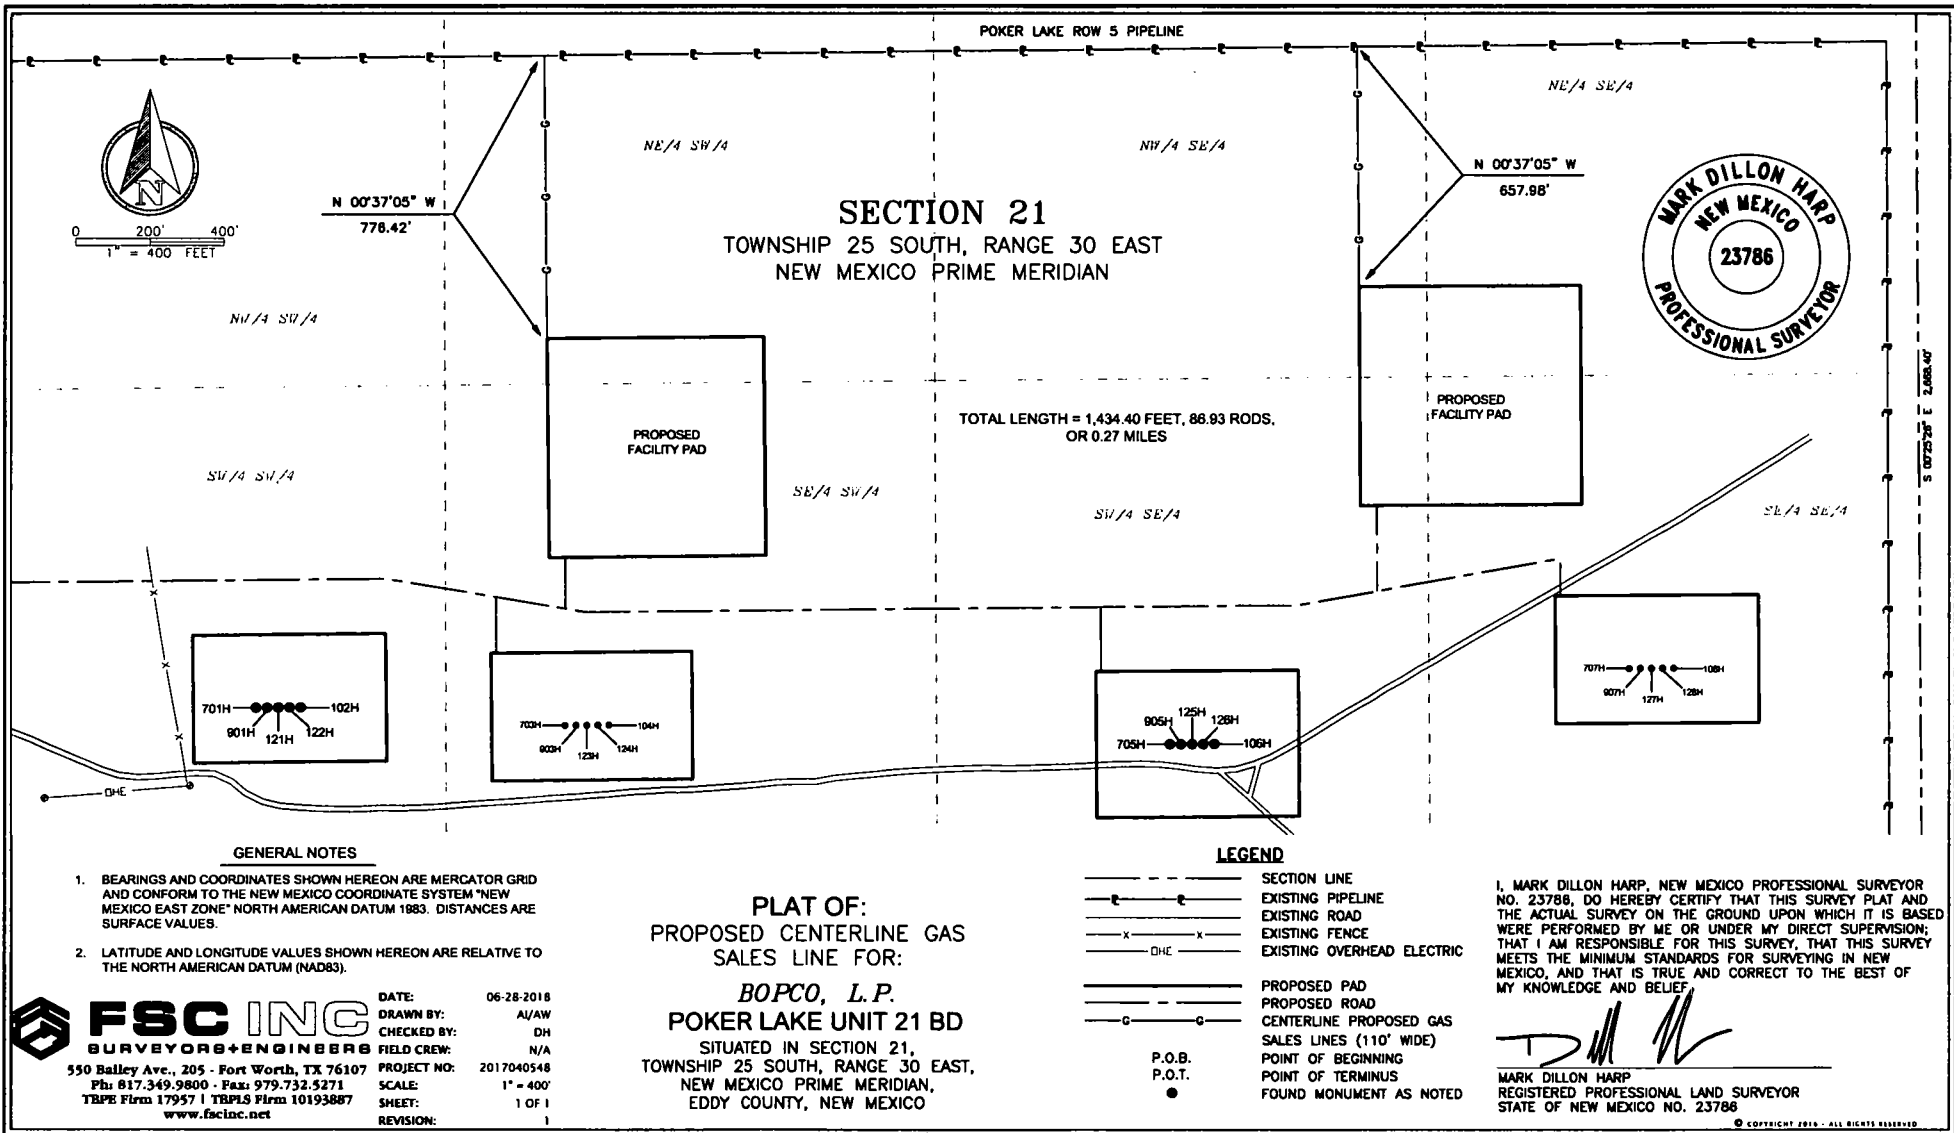 POKER LAKE ROW 5 PIPELINE
NE/4 SE/4
NE/4 SW/4
NW/4 SE/4
N 00°37'05" W
776.42'
N 00°37'05" W
657.98'
N
0 200' 400'
1" = 400 FEET
SECTION 21
TOWNSHIP 25 SOUTH, RANGE 30 EAST
NEW MEXICO PRIME MERIDIAN
MARK DILLON HARP
NEW MEXICO
23786
PROFESSIONAL SURVEYOR
NW/4 SW/4
S 00°25'28" E 2,668.40'
PROPOSED
FACILITY PAD
TOTAL LENGTH = 1,434.40 FEET, 86.93 RODS,
OR 0.27 MILES
PROPOSED
FACILITY PAD
SW/4 SW/4
SE/4 SW/4
SW/4 SE/4
SE/4 SE/4
701H 102H
901H 121H 122H
703H 104H
903H 123H 124H
905H 125H 126H
705H 106H
707H 108H
907H 127H 128H
OHE
GENERAL NOTES
1. BEARINGS AND COORDINATES SHOWN HEREON ARE MERCATOR GRID
AND CONFORM TO THE NEW MEXICO COORDINATE SYSTEM "NEW
MEXICO EAST ZONE" NORTH AMERICAN DATUM 1983. DISTANCES ARE
SURFACE VALUES.
2. LATITUDE AND LONGITUDE VALUES SHOWN HEREON ARE RELATIVE TO
THE NORTH AMERICAN DATUM (NAD83).
FSC INC
SURVEYORS+ENGINEERS
550 Bailey Ave., 205 - Fort Worth, TX 76107
Ph: 817.349.9800 - Fax: 979.732.5271
TBPE Firm 17957 | TBPLS Firm 10193887
www.fscinc.net
DATE: 06-28-2018
DRAWN BY: AI/AW
CHECKED BY: DH
FIELD CREW: N/A
PROJECT NO: 2017040548
SCALE: 1" = 400'
SHEET: 1 OF 1
REVISION: 1
PLAT OF:
PROPOSED CENTERLINE GAS
SALES LINE FOR:
BOPCO, L.P.
POKER LAKE UNIT 21 BD
SITUATED IN SECTION 21,
TOWNSHIP 25 SOUTH, RANGE 30 EAST,
NEW MEXICO PRIME MERIDIAN,
EDDY COUNTY, NEW MEXICO
LEGEND
SECTION LINE
EXISTING PIPELINE
EXISTING ROAD
EXISTING FENCE
OHE EXISTING OVERHEAD ELECTRIC
PROPOSED PAD
PROPOSED ROAD
G G CENTERLINE PROPOSED GAS
SALES LINES (110' WIDE)
P.O.B. POINT OF BEGINNING
P.O.T. POINT OF TERMINUS
FOUND MONUMENT AS NOTED
I, MARK DILLON HARP, NEW MEXICO PROFESSIONAL SURVEYOR
NO. 23786, DO HEREBY CERTIFY THAT THIS SURVEY PLAT AND
THE ACTUAL SURVEY ON THE GROUND UPON WHICH IT IS BASED
WERE PERFORMED BY ME OR UNDER MY DIRECT SUPERVISION;
THAT I AM RESPONSIBLE FOR THIS SURVEY, THAT THIS SURVEY
MEETS THE MINIMUM STANDARDS FOR SURVEYING IN NEW
MEXICO, AND THAT IS TRUE AND CORRECT TO THE BEST OF
MY KNOWLEDGE AND BELIEF.
MARK DILLON HARP
REGISTERED PROFESSIONAL LAND SURVEYOR
STATE OF NEW MEXICO NO. 23786
© COPYRIGHT 2016 - ALL RIGHTS RESERVED